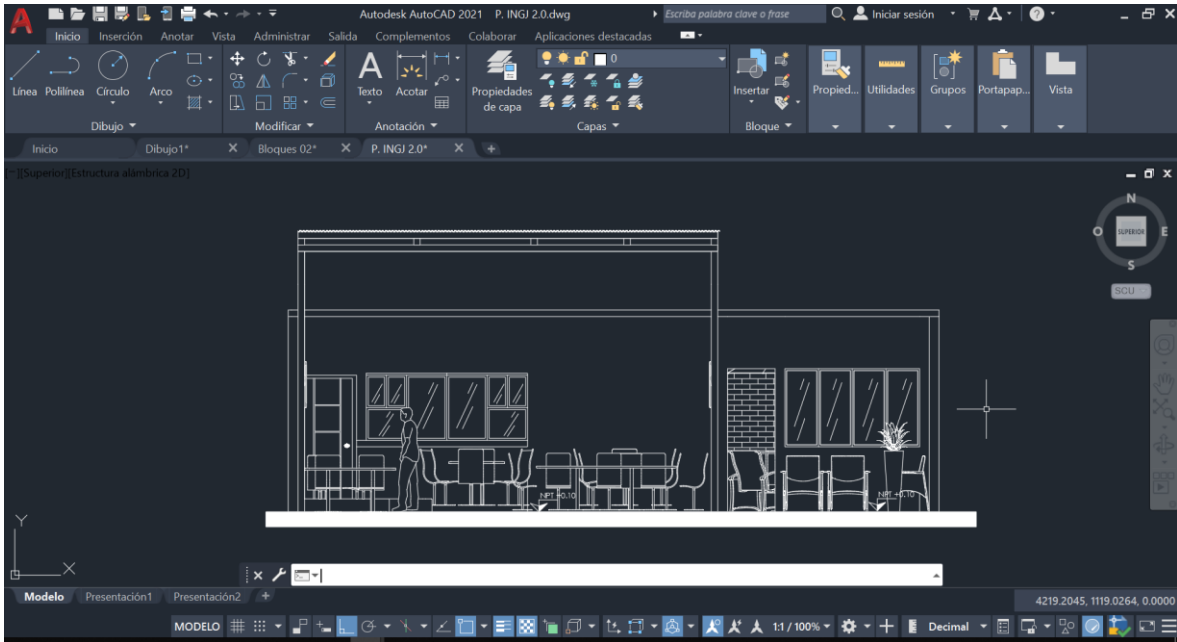 A
Autodesk AutoCAD 2021 P. INGJ 2.0.dwg
Escriba palabra clave o frase
Iniciar sesión
Inicio Inserción Anotar Vista Administrar Salida Complementos Colaborar Aplicaciones destacadas
Línea Polilínea Círculo Arco
A
Texto Acotar
Propiedades de capa
0
Insertar
Propied... Utilidades Grupos Portapap... Vista
Dibujo Modificar Anotación Capas Bloque
Inicio Dibujo1* Bloques 02* P. INGJ 2.0*
[−][Superior][Estructura alámbrica 2D]
N
O SUPERIOR E
S
SCU
NPT +0.10
NPT +0.10
Y
X
Modelo Presentación1 Presentación2 +
4219.2045, 1119.0264, 0.0000
MODELO 1:1 / 100% Decimal